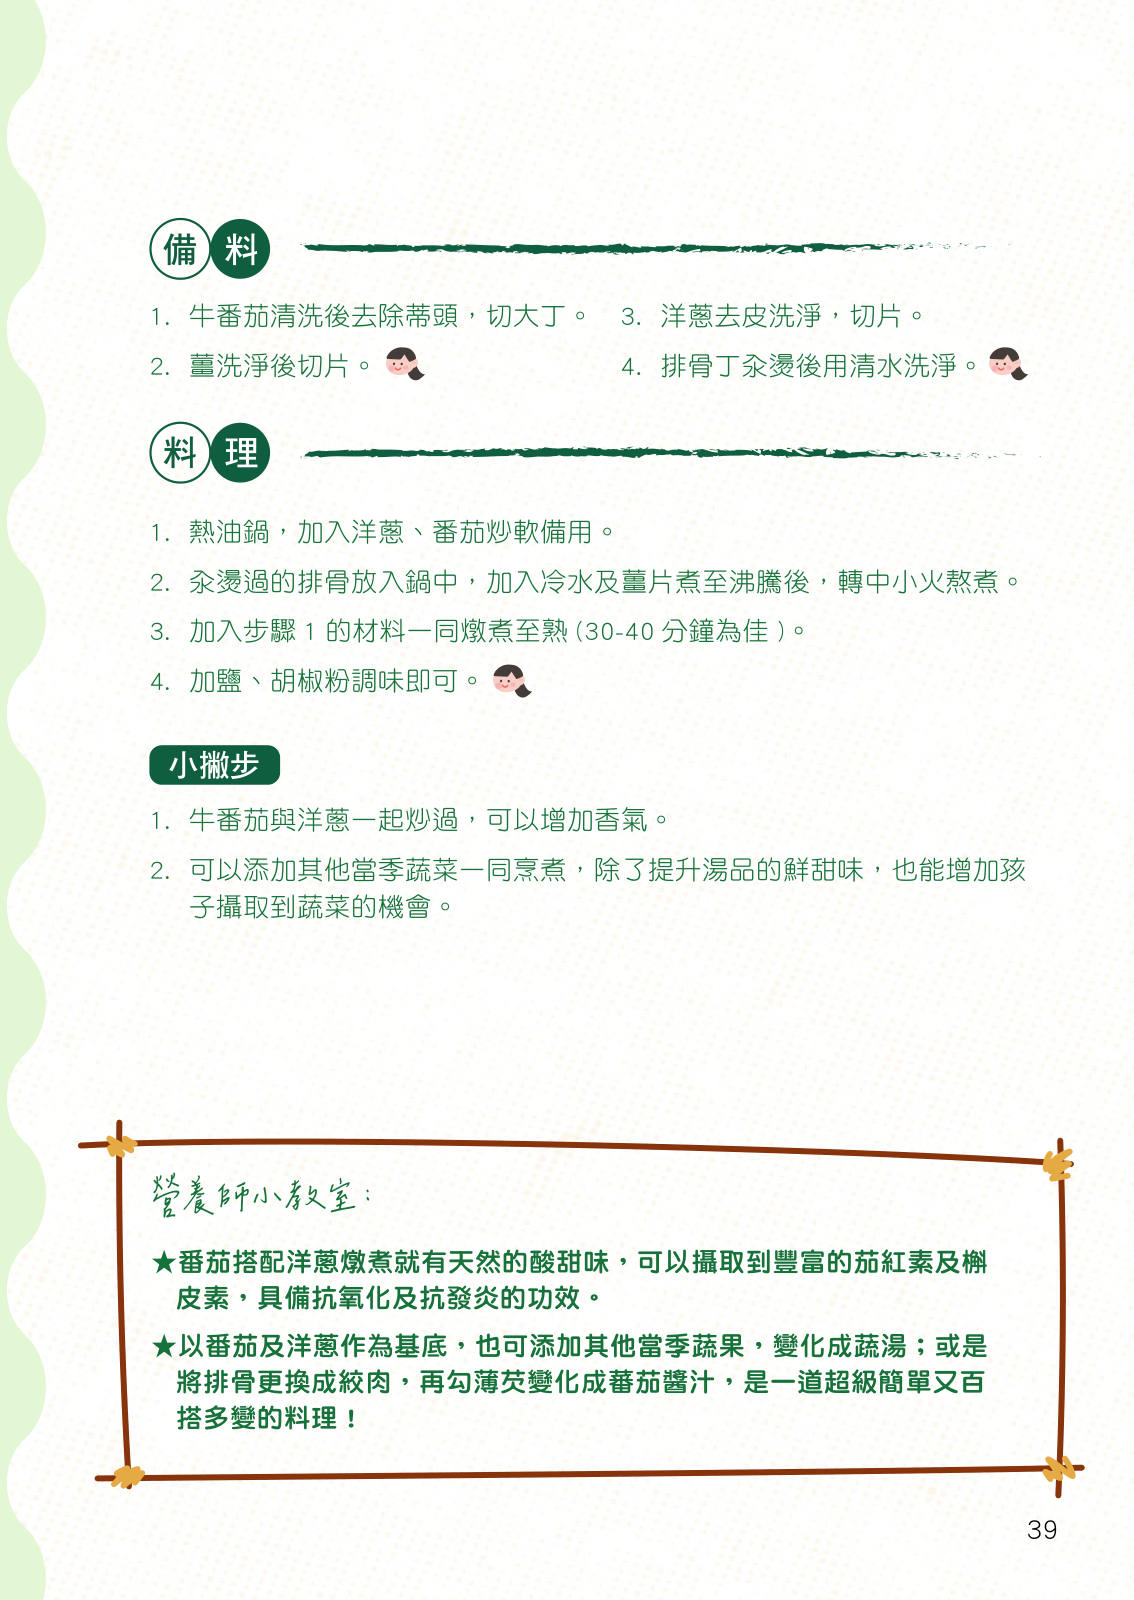 備料
1. 牛番茄清洗後去除蒂頭，切大丁。
2. 薑洗淨後切片。
3. 洋蔥去皮洗淨，切片。
4. 排骨丁汆燙後用清水洗淨。
料理
1. 熱油鍋，加入洋蔥、番茄炒軟備用。
2. 汆燙過的排骨放入鍋中，加入冷水及薑片煮至沸騰後，轉中小火熬煮。
3. 加入步驟 1 的材料一同燉煮至熟 (30-40 分鐘為佳 )。
4. 加鹽、胡椒粉調味即可。
小撇步
1. 牛番茄與洋蔥一起炒過，可以增加香氣。
2. 可以添加其他當季蔬菜一同烹煮，除了提升湯品的鮮甜味，也能增加孩
子攝取到蔬菜的機會。
營養師小教室：
★番茄搭配洋蔥燉煮就有天然的酸甜味，可以攝取到豐富的茄紅素及槲
皮素，具備抗氧化及抗發炎的功效。
★以番茄及洋蔥作為基底，也可添加其他當季蔬果，變化成蔬湯；或是
將排骨更換成絞肉，再勾薄芡變化成蕃茄醬汁，是一道超級簡單又百
搭多變的料理！
39